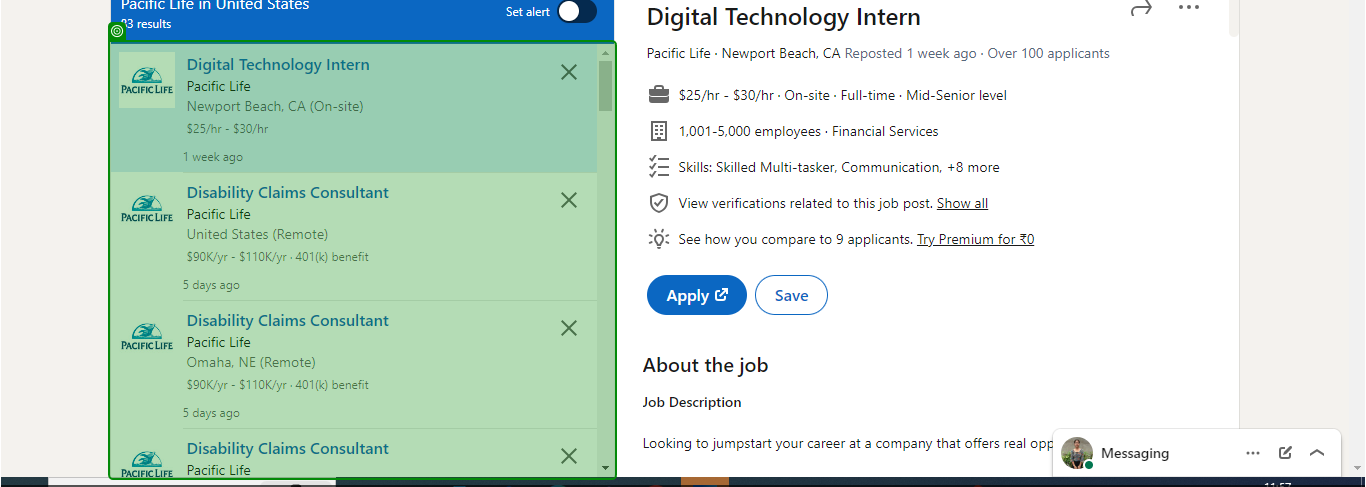 Pacific Life in United States
83 results
Set alert
Digital Technology Intern
Pacific Life
Newport Beach, CA (On-site)
$25/hr - $30/hr
1 week ago
PACIFIC LIFE
Disability Claims Consultant
Pacific Life
United States (Remote)
$90K/yr - $110K/yr · 401(k) benefit
5 days ago
PACIFIC LIFE
Disability Claims Consultant
Pacific Life
Omaha, NE (Remote)
$90K/yr - $110K/yr · 401(k) benefit
5 days ago
PACIFIC LIFE
Disability Claims Consultant
Pacific Life
PACIFIC LIFE
Digital Technology Intern
Pacific Life · Newport Beach, CA Reposted 1 week ago · Over 100 applicants
$25/hr - $30/hr · On-site · Full-time · Mid-Senior level
1,001-5,000 employees · Financial Services
Skills: Skilled Multi-tasker, Communication, +8 more
View verifications related to this job post. Show all
See how you compare to 9 applicants. Try Premium for ₹0
Apply
Save
About the job
Job Description
Looking to jumpstart your career at a company that offers real
Messaging
11:57